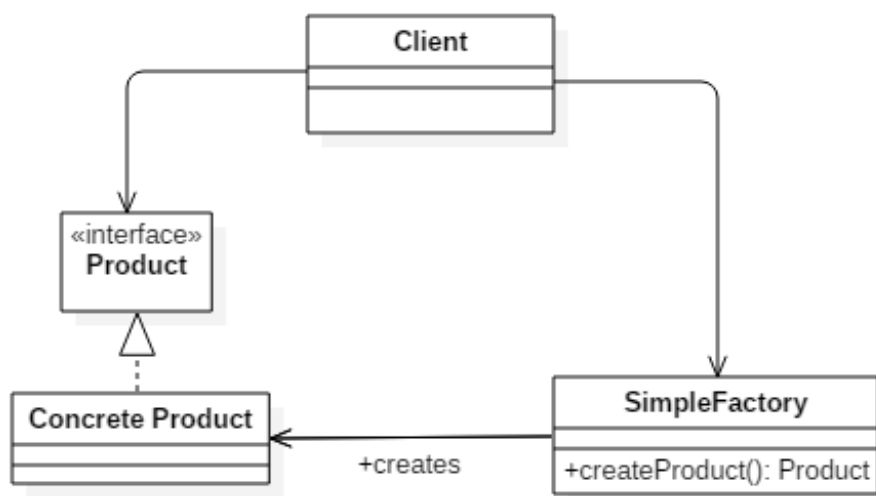 Client
«interface»
Product
Concrete Product
+creates
SimpleFactory
+createProduct(): Product